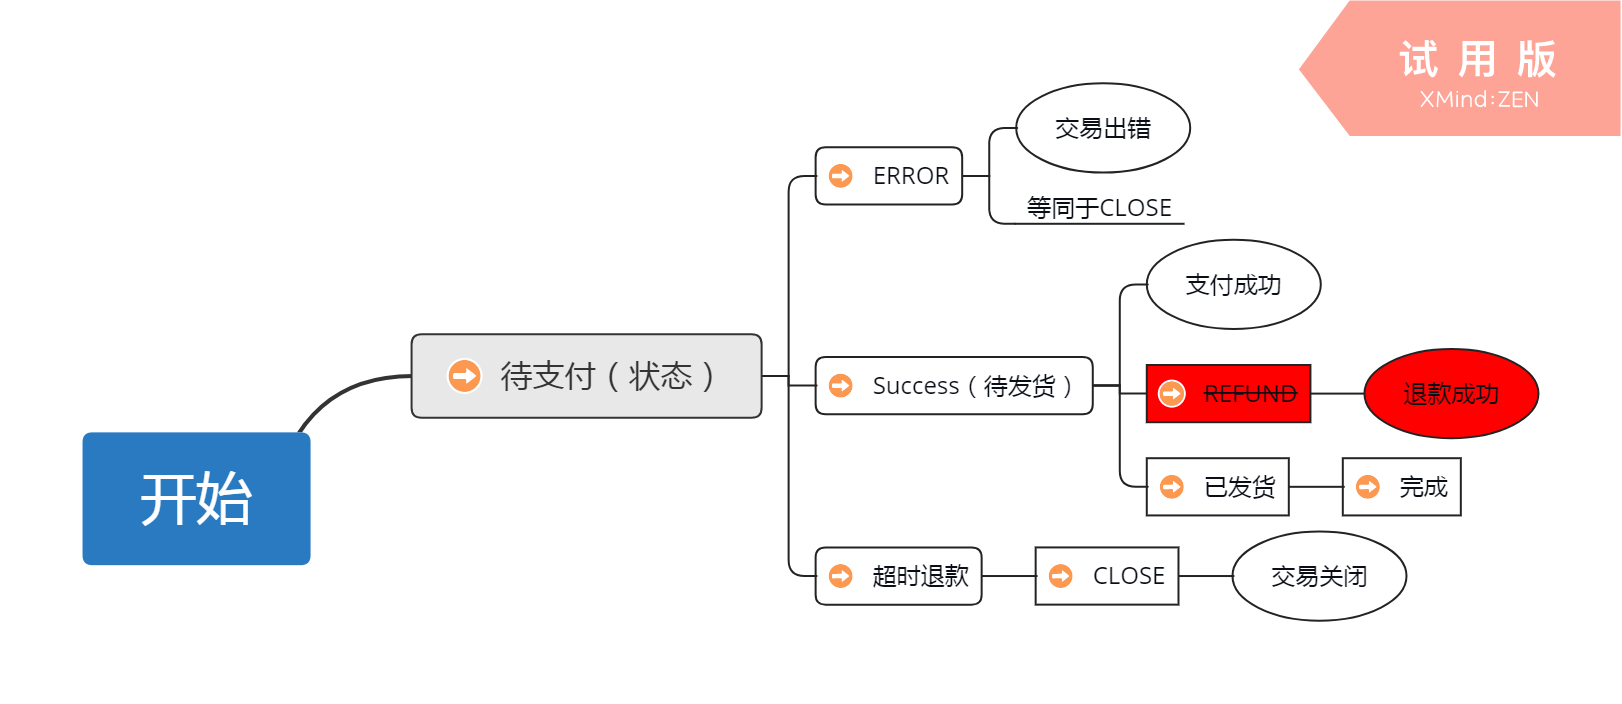 试用版
XMind:ZEN
开始
待支付（状态）
ERROR
交易出错
等同于CLOSE
Success（待发货）
支付成功
REFUND
退款成功
已发货
完成
超时退款
CLOSE
交易关闭